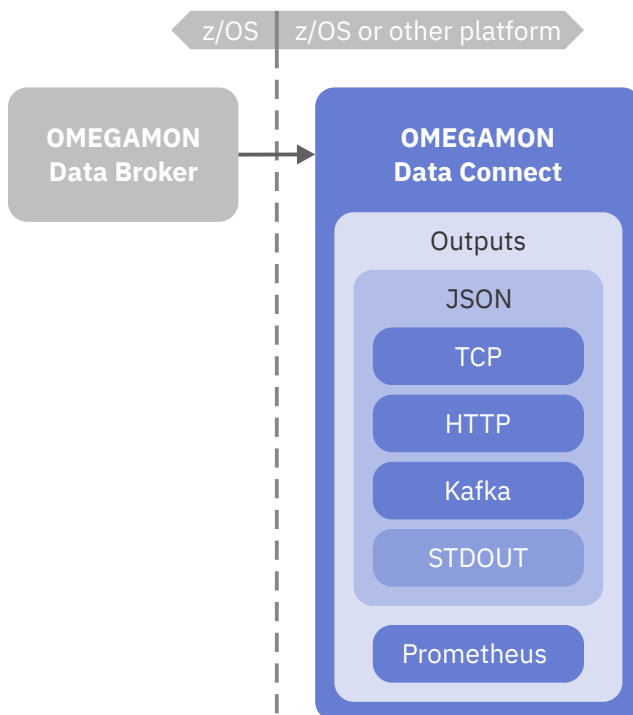 z/OS
z/OS or other platform
OMEGAMON
Data Broker
OMEGAMON
Data Connect
Outputs
JSON
TCP
HTTP
Kafka
STDOUT
Prometheus